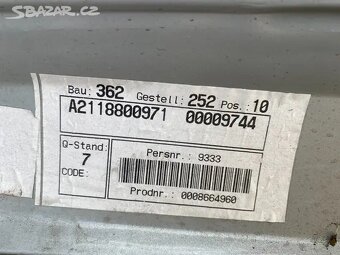 SBAZAR.CZ
Bau: 362 Gestell: 252 Pos.: 10
A2118800971 00009744
Q-Stand:
7
CODE:
Persnr.: 9333
Prodnr.: 0008664960